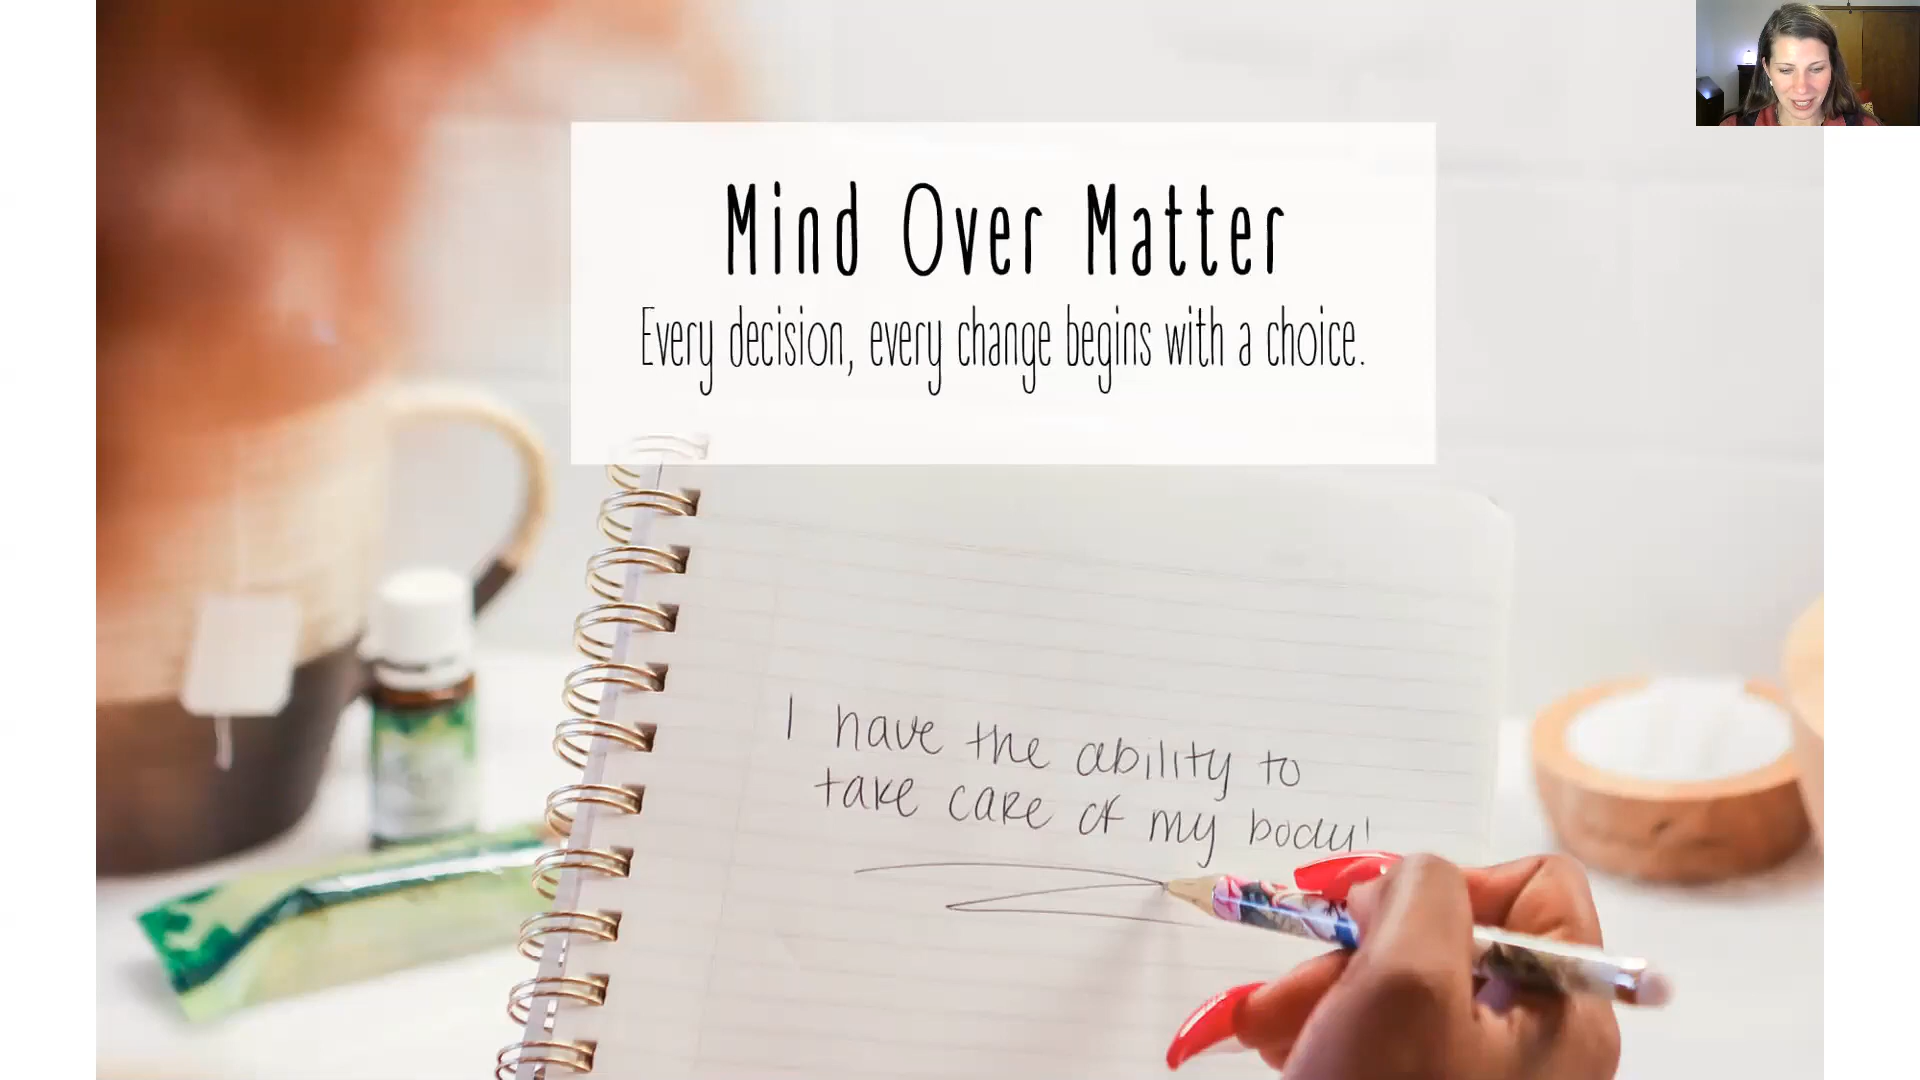 Mind Over Matter
Every decision, every change begins with a choice.
I have the ability to
take care of my body!